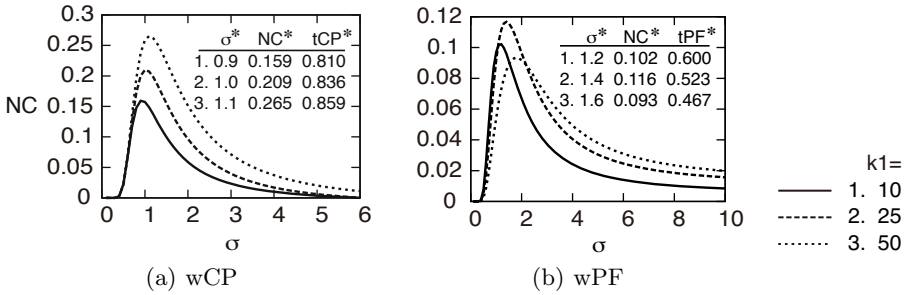 0.3
0.25
0.2
0.15
0.1
0.05
0
NC
σ* NC* tCP*
1. 0.9 0.159 0.810
2. 1.0 0.209 0.836
3. 1.1 0.265 0.859
0 1 2 3 4 5 6
σ
(a) wCP
0.12
0.1
0.08
0.06
0.04
0.02
0
σ* NC* tPF*
1. 1.2 0.102 0.600
2. 1.4 0.116 0.523
3. 1.6 0.093 0.467
0 2 4 6 8 10
σ
(b) wPF
k1=
1. 10
2. 25
3. 50